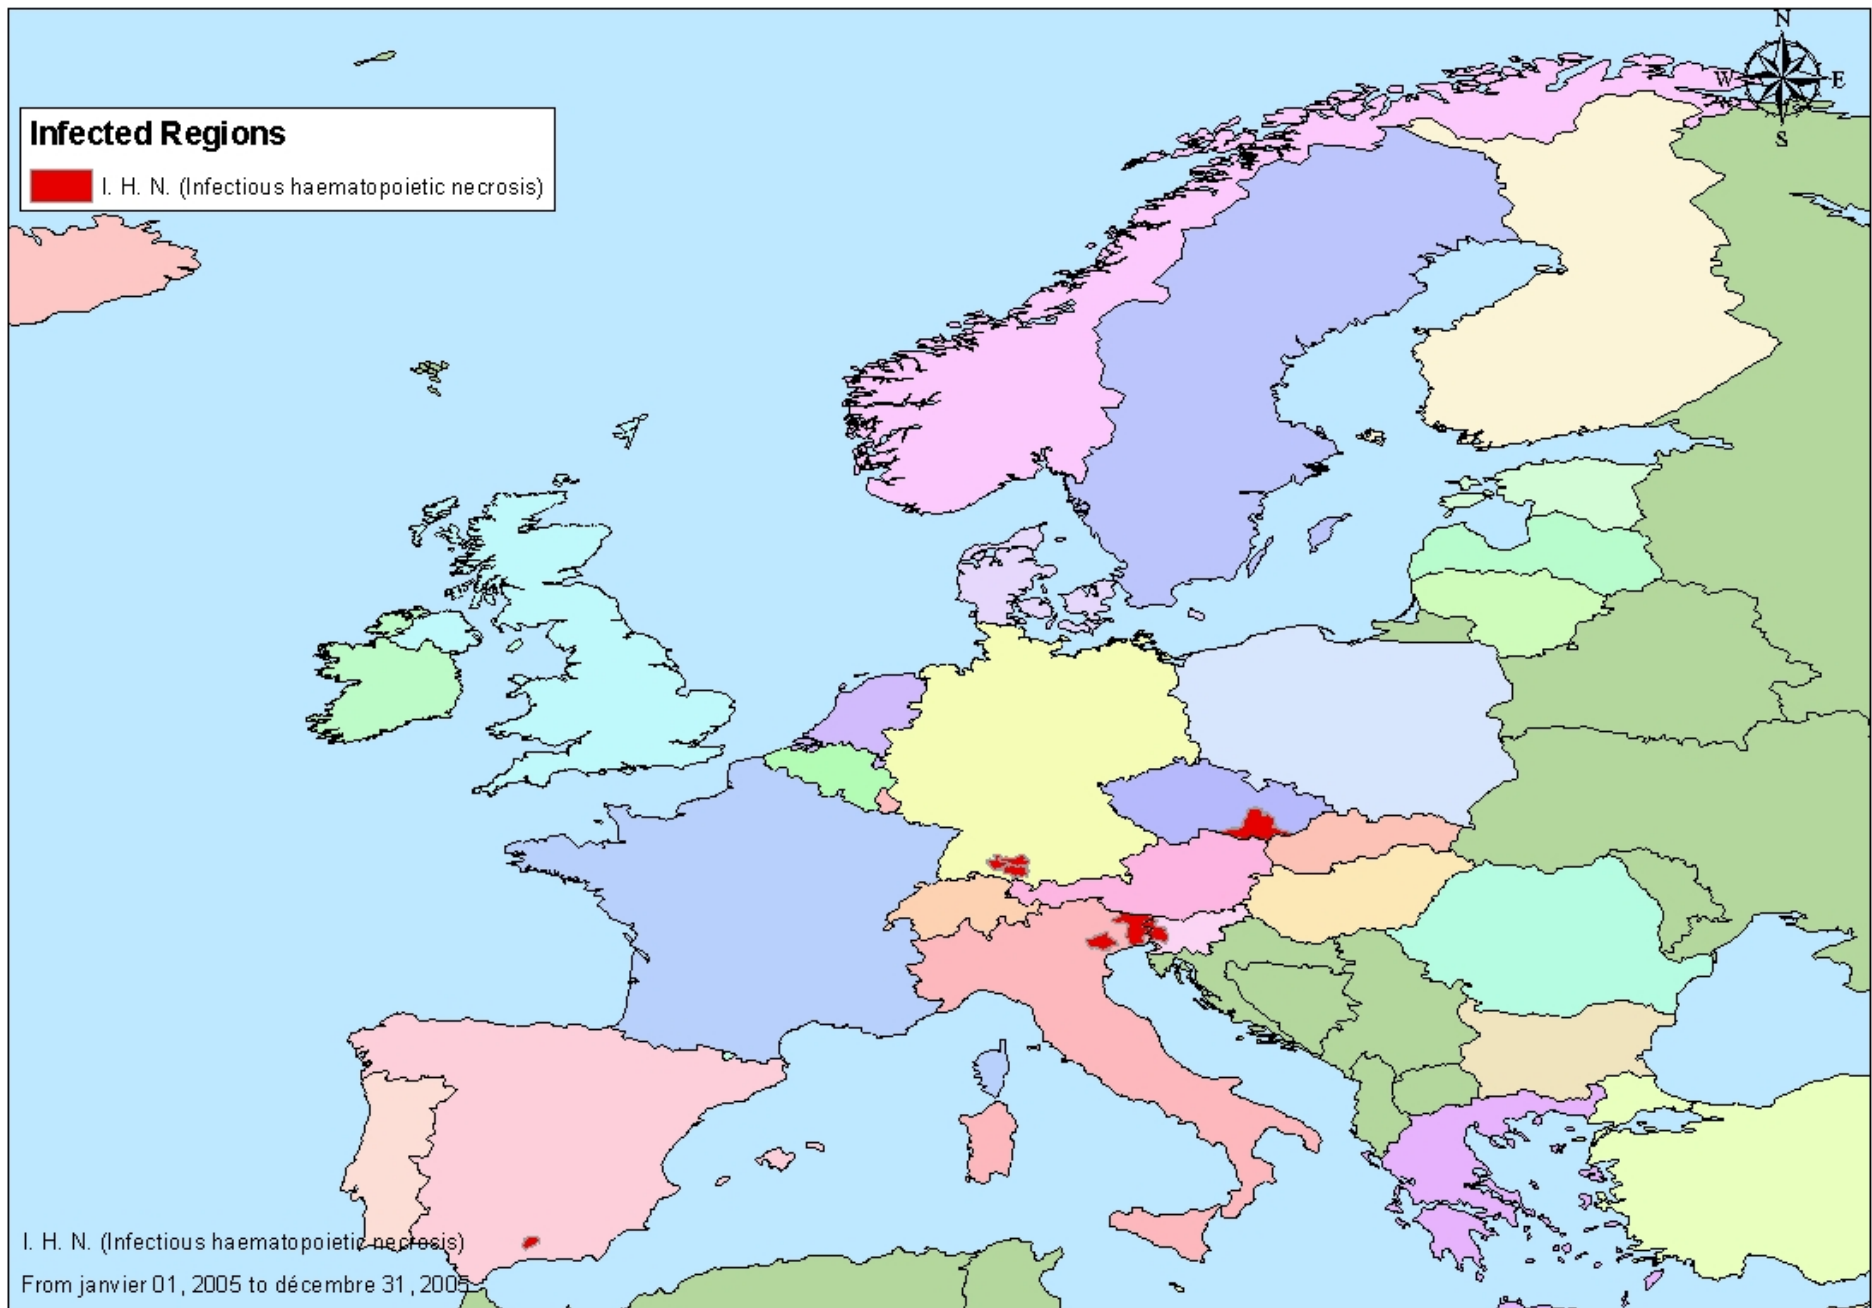 N
W E
S
Infected Regions
I. H. N. (Infectious haematopoietic necrosis)
I. H. N. (Infectious haematopoietic necrosis)
From janvier 01, 2005 to décembre 31, 2005